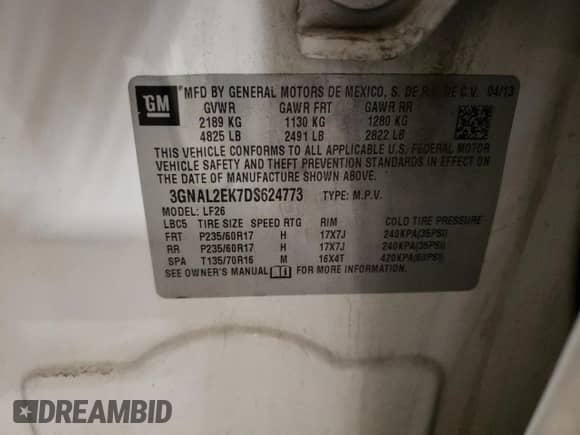 GM
MFD BY GENERAL MOTORS DE MEXICO, S. DE R.L. DE C.V. 04/13
GVWR GAWR FRT GAWR RR
2189 KG 1130 KG 1280 KG
4825 LB 2491 LB 2822 LB
THIS VEHICLE CONFORMS TO ALL APPLICABLE U.S. FEDERAL MOTOR
VEHICLE SAFETY AND THEFT PREVENTION STANDARDS IN EFFECT ON THE
DATE OF MANUFACTURE SHOWN ABOVE.
3GNAL2EK7DS624773 TYPE: M.P.V.
MODEL: LF26
LBC5 TIRE SIZE SPEED RTG RIM COLD TIRE PRESSURE
FRT P235/60R17 H 17X7J 240KPA(35PSI)
RR P235/60R17 H 17X7J 240KPA(35PSI)
SPA T135/70R16 M 16X4T 420KPA(60PSI)
SEE OWNER'S MANUAL FOR MORE INFORMATION.
DREAMBID